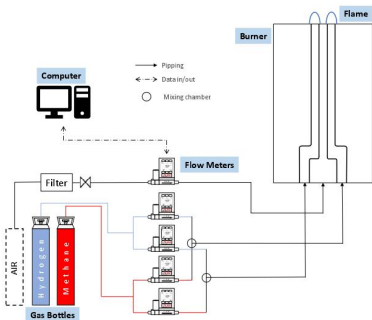 Flame
Burner
Pipping
Data in/out
Mixing chamber
Computer
Flow Meters
Filter
AIR
Hydrogen
Methane
Gas Bottles